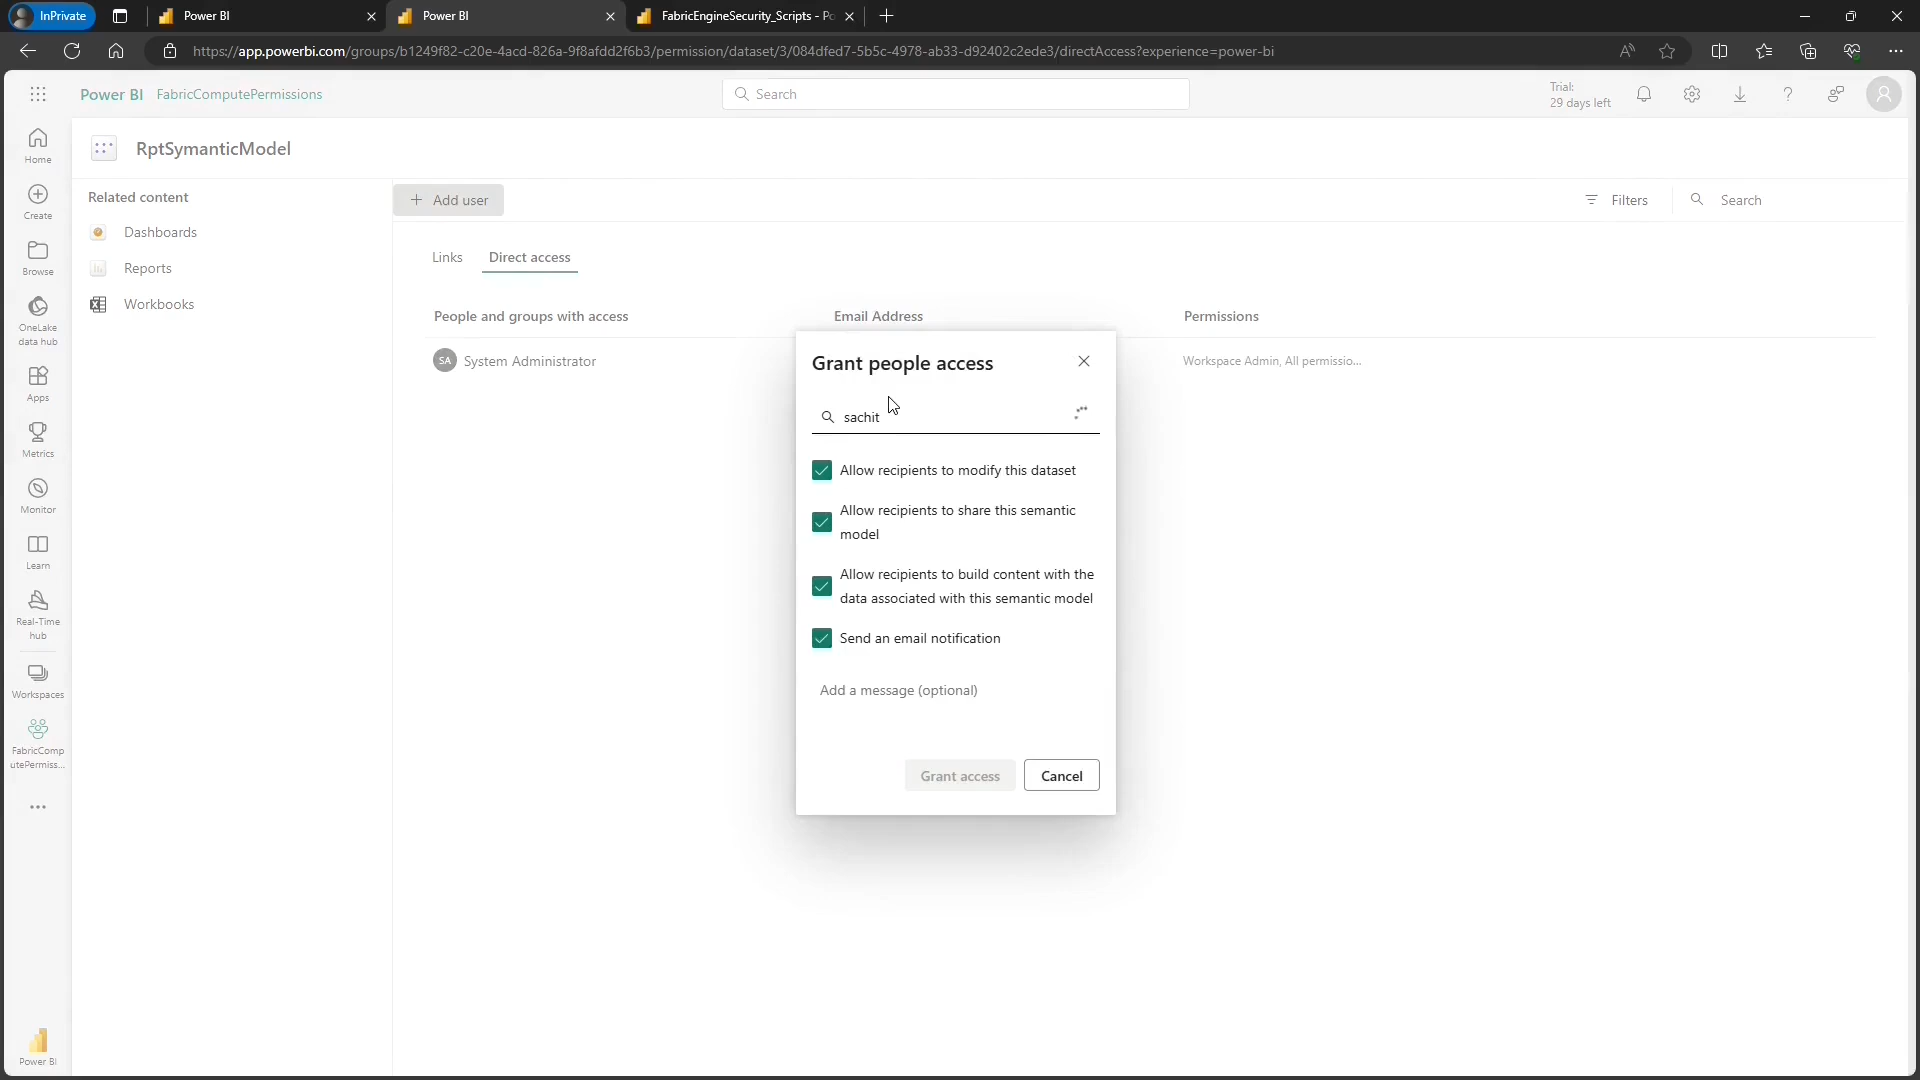 InPrivate
Power BI
Power BI
FabricEngineSecurity_Scripts - Po
https://app.powerbi.com/groups/b1249f82-c20e-4acd-826a-9f8afdd2f6b3/permission/dataset/3/084dfed7-5b5c-4978-ab33-d92402c2ede3/directAccess?experience=power-bi
Power BI FabricComputePermissions
Search
Trial:
29 days left
RptSymanticModel
Home
Create
Browse
OneLake
data hub
Apps
Metrics
Monitor
Learn
Real-Time
hub
Workspaces
FabricComp
utePermiss...
Power BI
Related content
Dashboards
Reports
Workbooks
Add user
Filters
Search
Links
Direct access
People and groups with access
Email Address
Permissions
SA System Administrator
Workspace Admin, All permissio...
Grant people access
sachit
Allow recipients to modify this dataset
Allow recipients to share this semantic
model
Allow recipients to build content with the
data associated with this semantic model
Send an email notification
Add a message (optional)
Grant access
Cancel